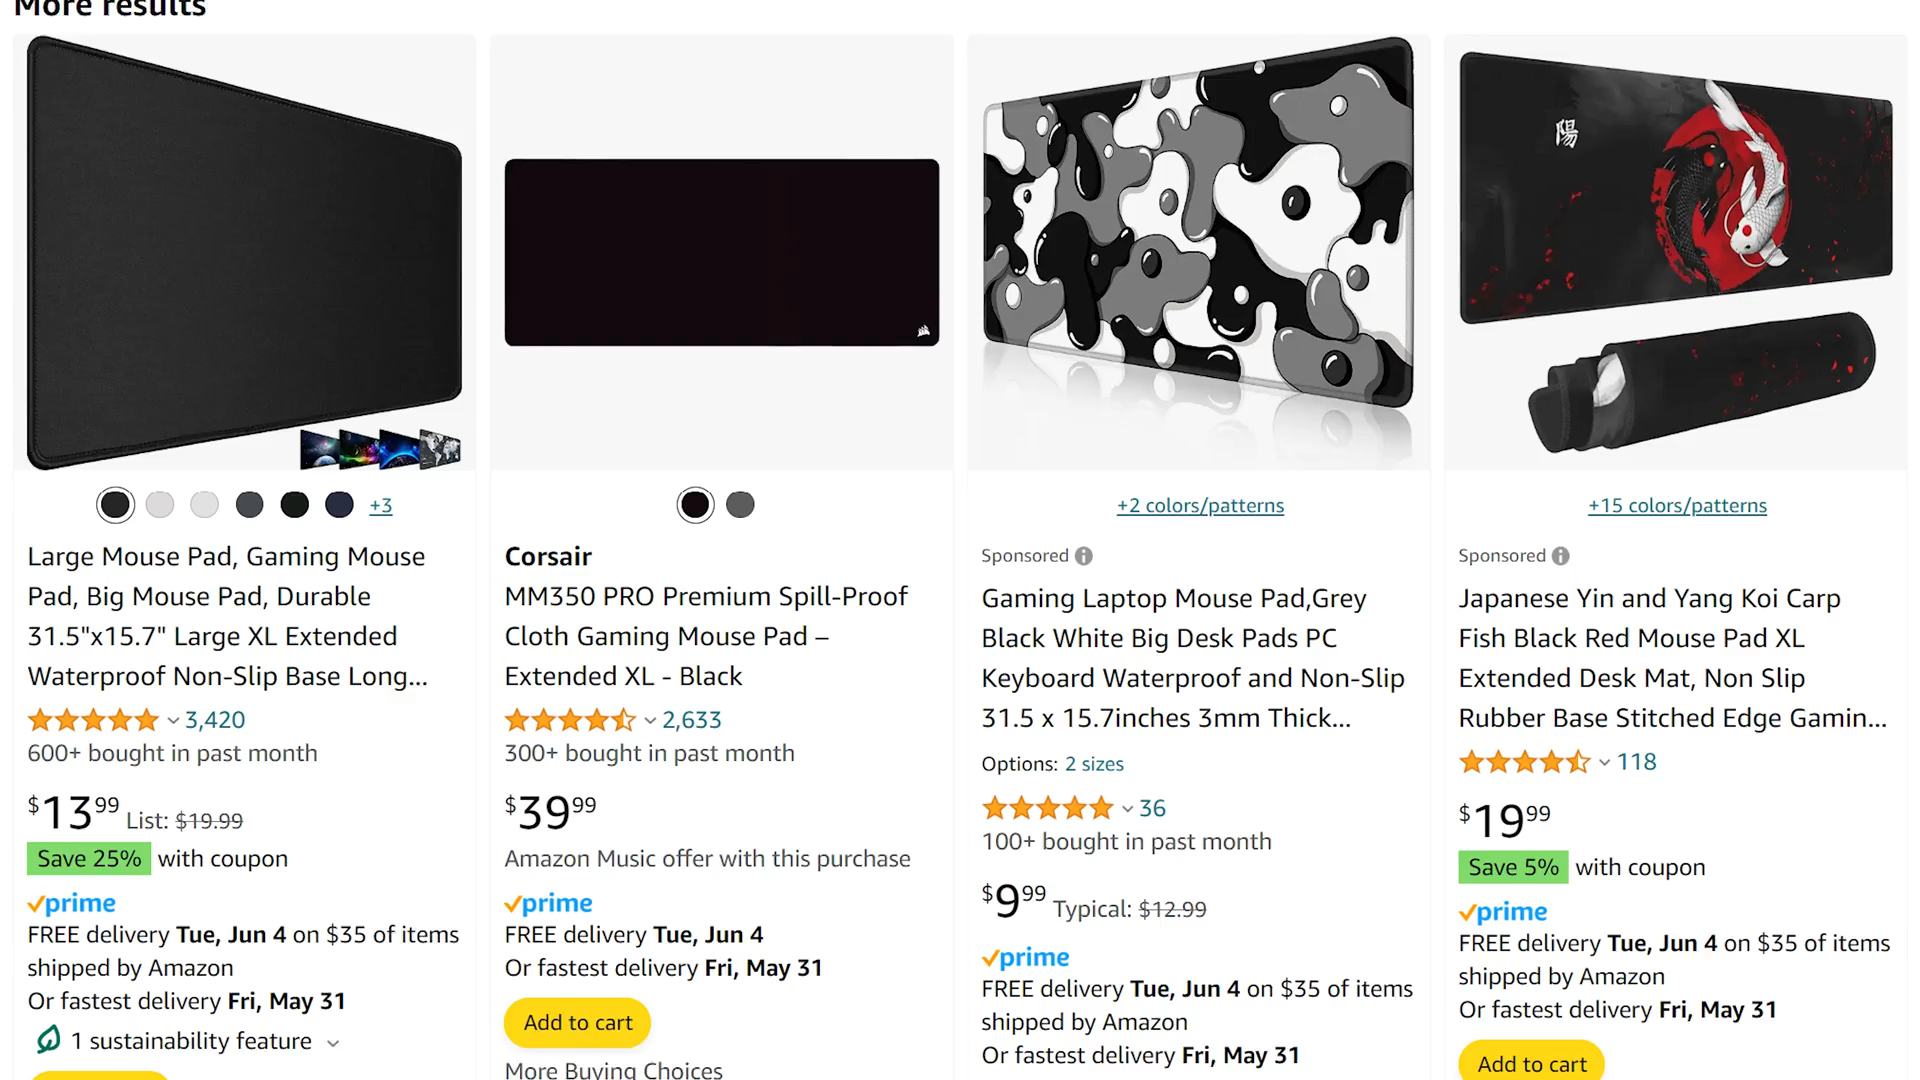 More results
陽
+3
Large Mouse Pad, Gaming Mouse
Pad, Big Mouse Pad, Durable
31.5"x15.7" Large XL Extended
Waterproof Non-Slip Base Long...
3,420
600+ bought in past month
$13.99 List: $19.99
Save 25% with coupon
prime
FREE delivery Tue, Jun 4 on $35 of items
shipped by Amazon
Or fastest delivery Fri, May 31
1 sustainability feature
Corsair
MM350 PRO Premium Spill-Proof
Cloth Gaming Mouse Pad –
Extended XL - Black
2,633
300+ bought in past month
$39.99
Amazon Music offer with this purchase
prime
FREE delivery Tue, Jun 4
Or fastest delivery Fri, May 31
Add to cart
More Buying Choices
+2 colors/patterns
Sponsored
Gaming Laptop Mouse Pad,Grey
Black White Big Desk Pads PC
Keyboard Waterproof and Non-Slip
31.5 x 15.7inches 3mm Thick...
Options: 2 sizes
36
100+ bought in past month
$9.99 Typical: $12.99
prime
FREE delivery Tue, Jun 4 on $35 of items
shipped by Amazon
Or fastest delivery Fri, May 31
+15 colors/patterns
Sponsored
Japanese Yin and Yang Koi Carp
Fish Black Red Mouse Pad XL
Extended Desk Mat, Non Slip
Rubber Base Stitched Edge Gamin...
118
$19.99
Save 5% with coupon
prime
FREE delivery Tue, Jun 4 on $35 of items
shipped by Amazon
Or fastest delivery Fri, May 31
Add to cart